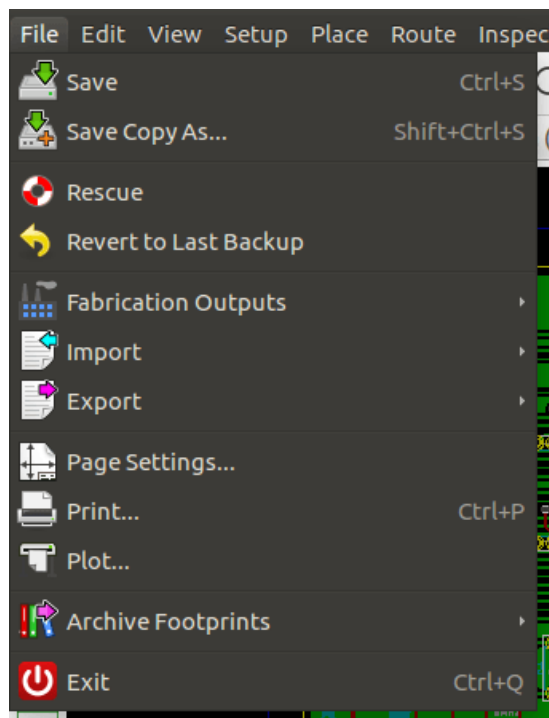 File Edit View Setup Place Route Inspec
Save Ctrl+S
Save Copy As... Shift+Ctrl+S
Rescue
Revert to Last Backup
Fabrication Outputs
Import
Export
Page Settings...
Print... Ctrl+P
Plot...
Archive Footprints
Exit Ctrl+Q